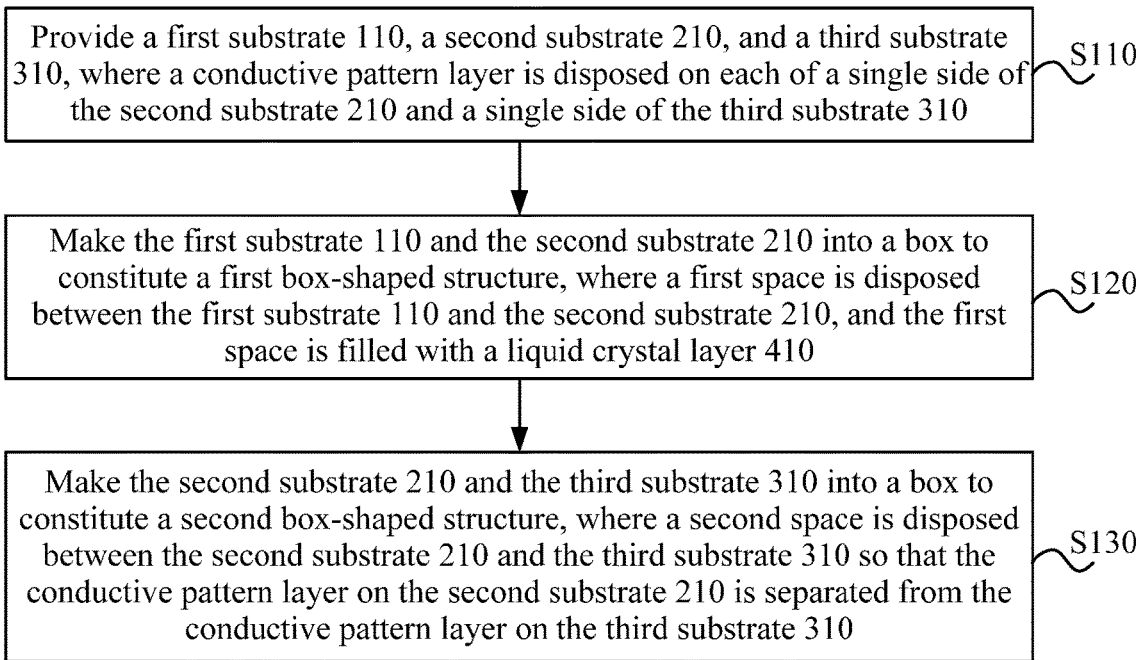 Provide a first substrate 110, a second substrate 210, and a third substrate
310, where a conductive pattern layer is disposed on each of a single side of
the second substrate 210 and a single side of the third substrate 310
S110
Make the first substrate 110 and the second substrate 210 into a box to
constitute a first box-shaped structure, where a first space is disposed
between the first substrate 110 and the second substrate 210, and the first
space is filled with a liquid crystal layer 410
S120
Make the second substrate 210 and the third substrate 310 into a box to
constitute a second box-shaped structure, where a second space is disposed
between the second substrate 210 and the third substrate 310 so that the
conductive pattern layer on the second substrate 210 is separated from the
conductive pattern layer on the third substrate 310
S130